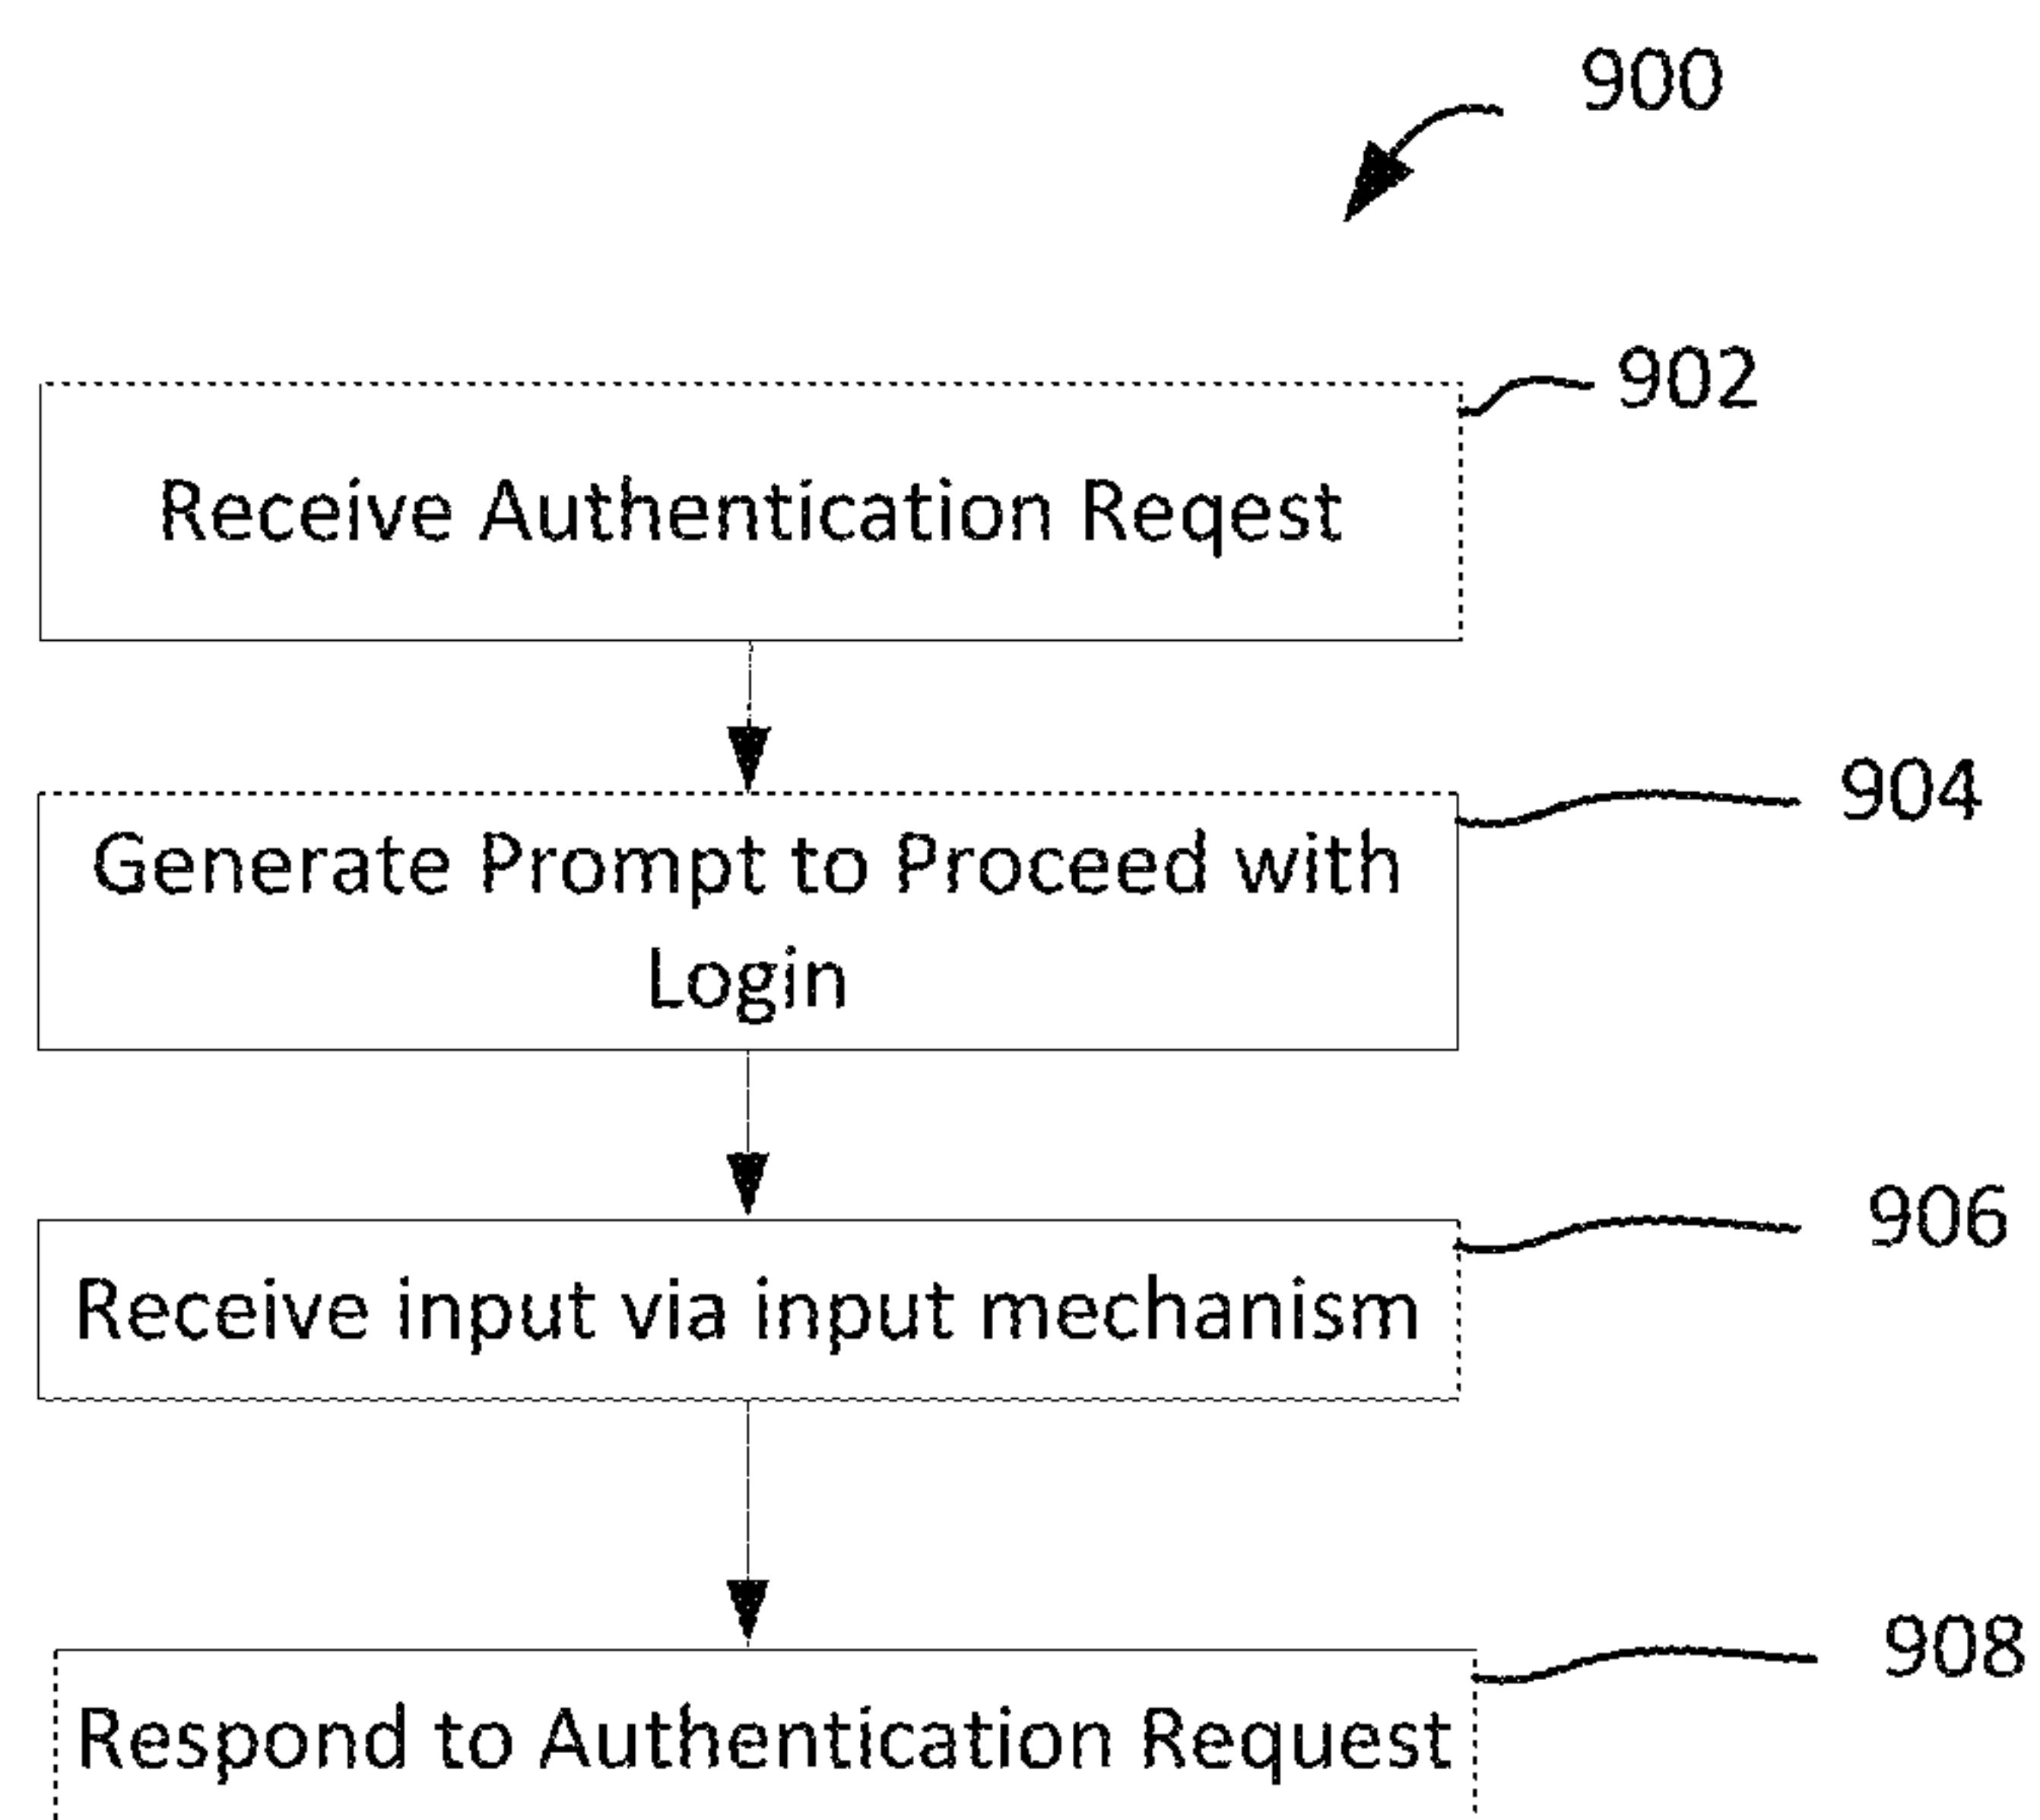 900
902
Receive Authentication Reqest
904
Generate Prompt to Proceed with
Login
906
Receive input via input mechanism
908
Respond to Authentication Request